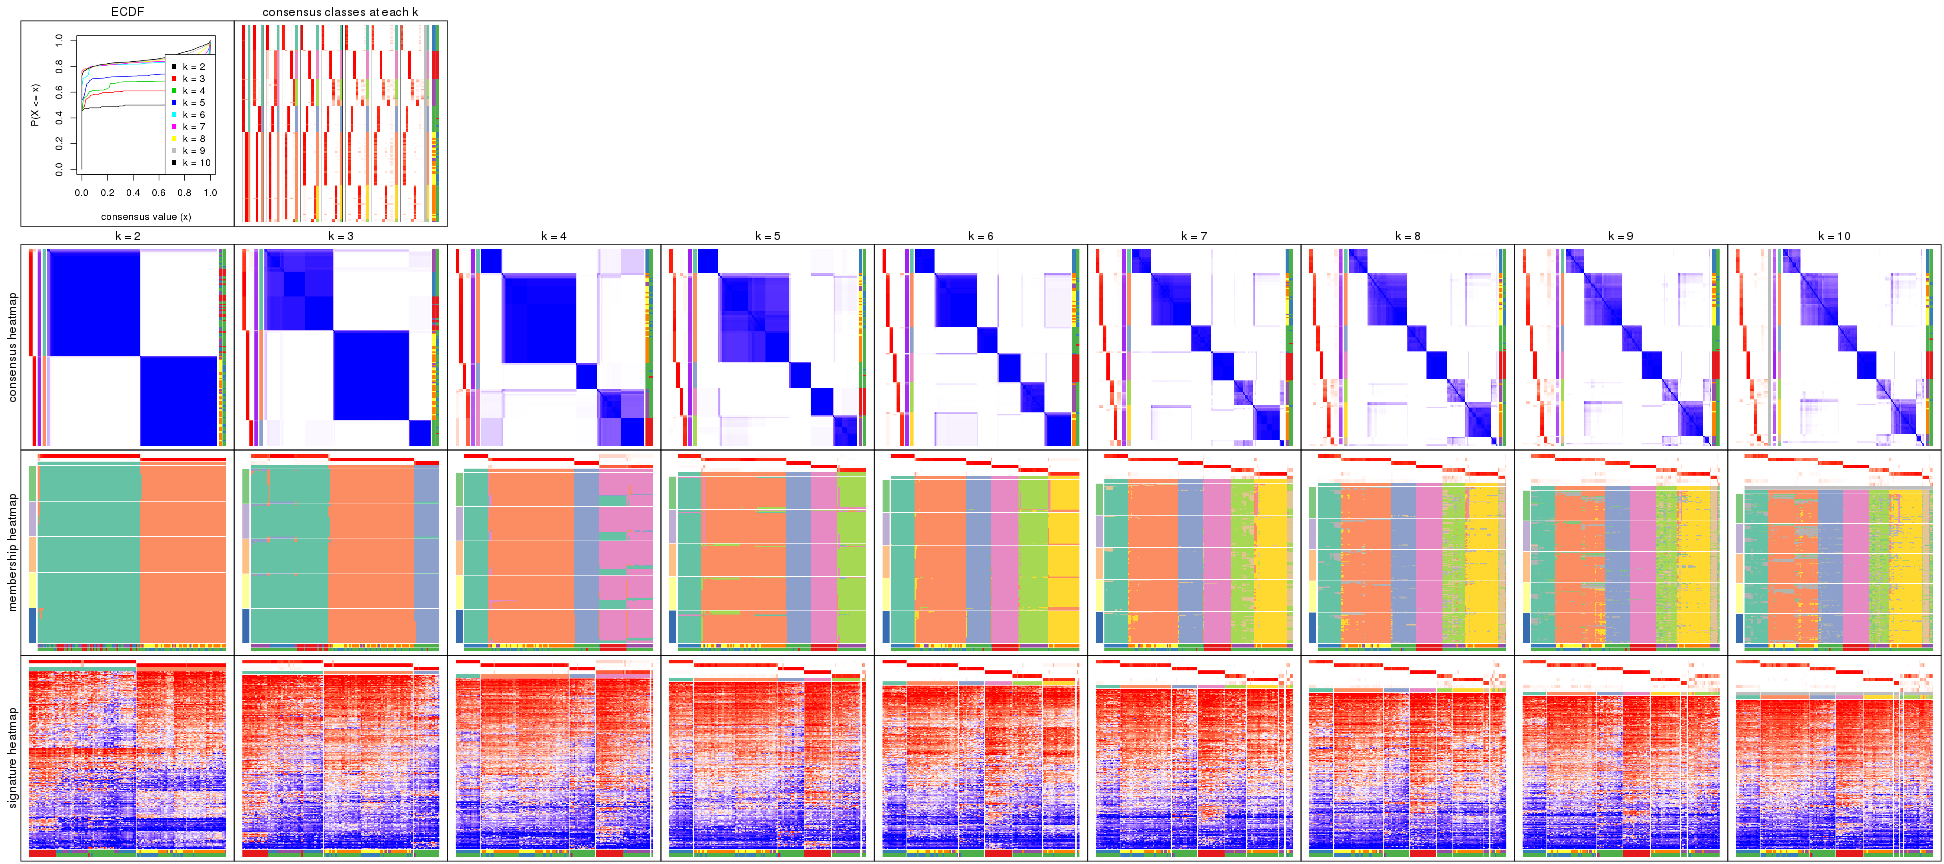 ECDF
consensus classes at each k
P(X <= x)
0.0
0.2
0.4
0.6
0.8
1.0
k = 2
k = 3
k = 4
k = 5
k = 6
k = 7
k = 8
k = 9
k = 10
0.0 0.2 0.4 0.6 0.8 1.0
consensus value (x)
k = 2
k = 3
k = 4
k = 5
k = 6
k = 7
k = 8
k = 9
k = 10
consensus heatmap
membership heatmap
signature heatmap